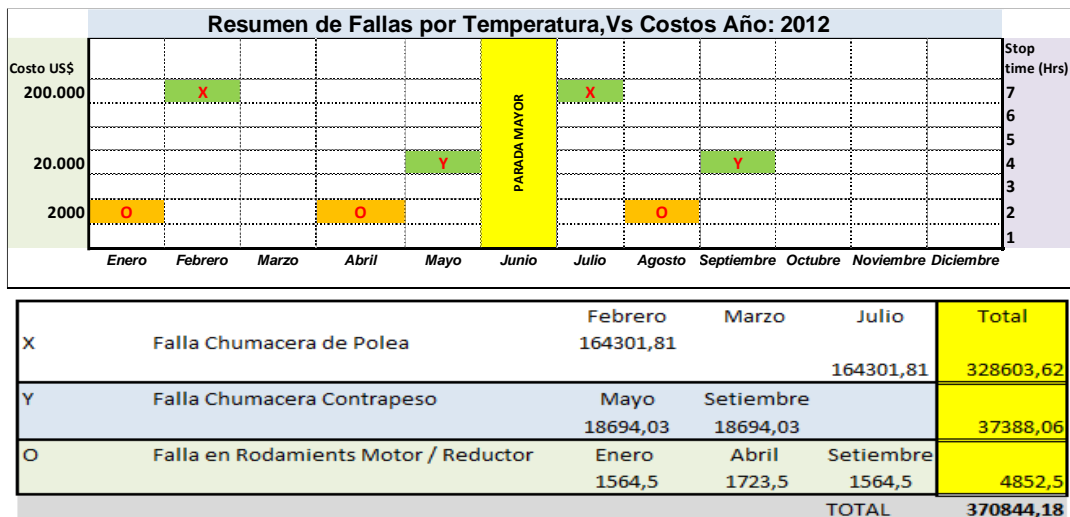 Resumen de Fallas por Temperatura,Vs Costos Año: 2012
Costo US$
Stop time (Hrs)
200.000 X X 7
6
5
20.000 Y Y 4
3
2000 O O O 2
1
PARADA MAYOR
Enero Febrero Marzo Abril Mayo Junio Julio Agosto Septiembre Octubre Noviembre Diciembre
Febrero Marzo Julio Total
X Falla Chumacera de Polea 164301,81
164301,81 328603,62
Y Falla Chumacera Contrapeso Mayo Setiembre
18694,03 18694,03 37388,06
O Falla en Rodamients Motor / Reductor Enero Abril Setiembre
1564,5 1723,5 1564,5 4852,5
TOTAL 370844,18